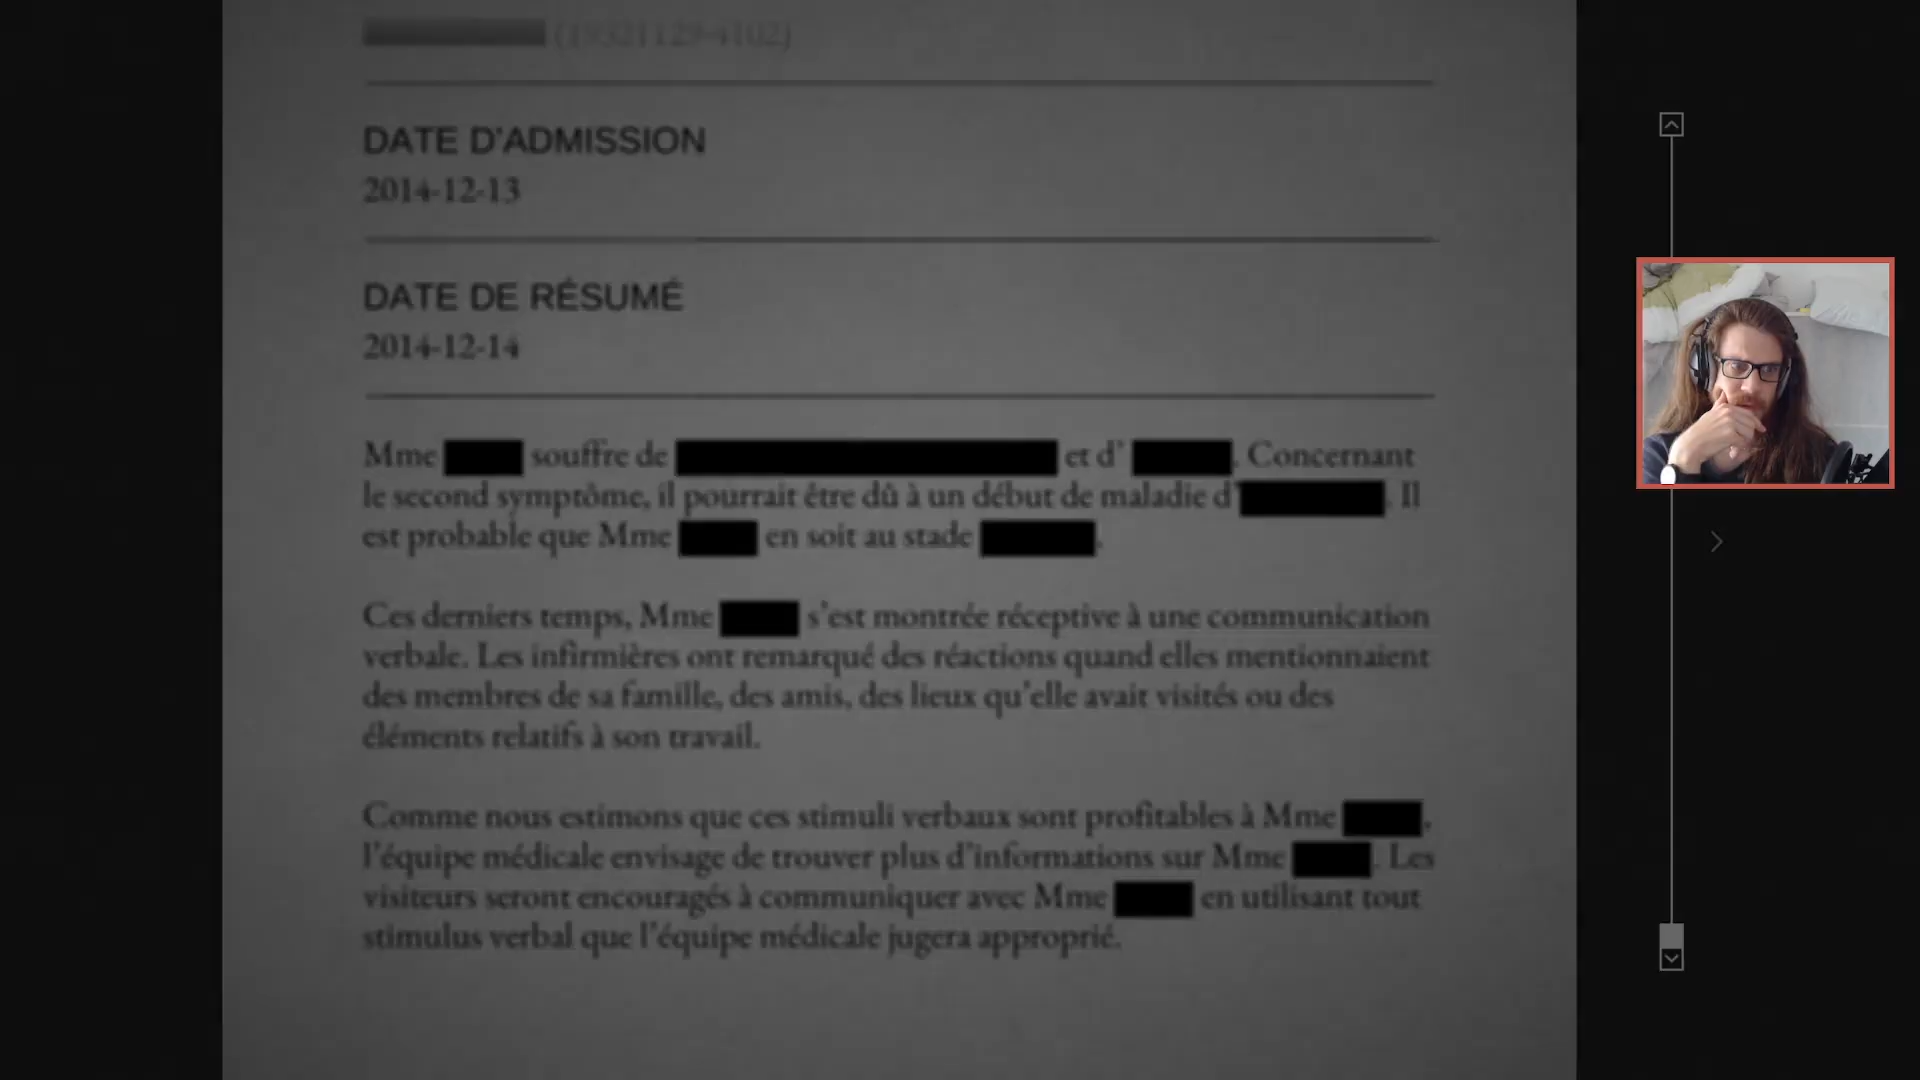 (19321129-4102)
DATE D'ADMISSION
2014-12-13
DATE DE RÉSUMÉ
2014-12-14
Mme souffre de et d' . Concernant
le second symptôme, il pourrait être dû à un début de maladie d' . Il
est probable que Mme en soit au stade .
Ces derniers temps, Mme s'est montrée réceptive à une communication
verbale. Les infirmières ont remarqué des réactions quand elles mentionnaient
des membres de sa famille, des amis, des lieux qu'elle avait visités ou des
éléments relatifs à son travail.
Comme nous estimons que ces stimuli verbaux sont profitables à Mme ,
l'équipe médicale envisage de trouver plus d'informations sur Mme . Les
visiteurs seront encouragés à communiquer avec Mme en utilisant tout
stimulus verbal que l'équipe médicale jugera approprié.